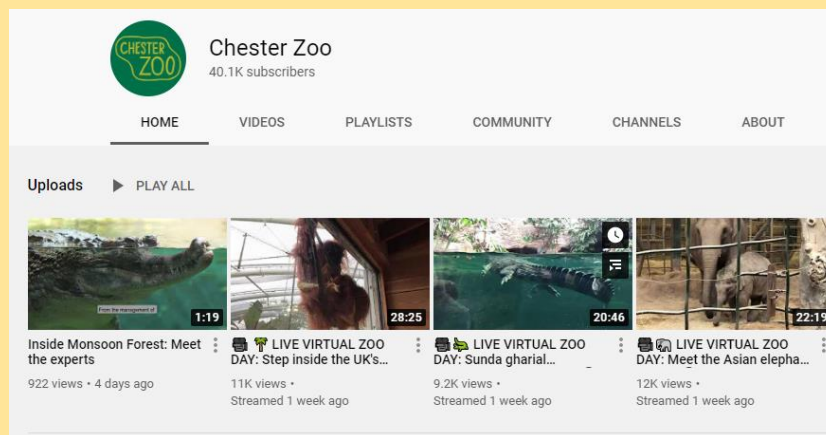 CHESTER
ZOO
Chester Zoo
40.1K subscribers
HOME VIDEOS PLAYLISTS COMMUNITY CHANNELS ABOUT
Uploads PLAY ALL
From the management of
1:19
28:25
20:46
22:19
Inside Monsoon Forest: Meet
the experts
922 views • 4 days ago
LIVE VIRTUAL ZOO
DAY: Step inside the UK's...
11K views •
Streamed 1 week ago
LIVE VIRTUAL ZOO
DAY: Sunda gharial...
9.2K views •
Streamed 1 week ago
LIVE VIRTUAL ZOO
DAY: Meet the Asian elepha...
12K views •
Streamed 1 week ago